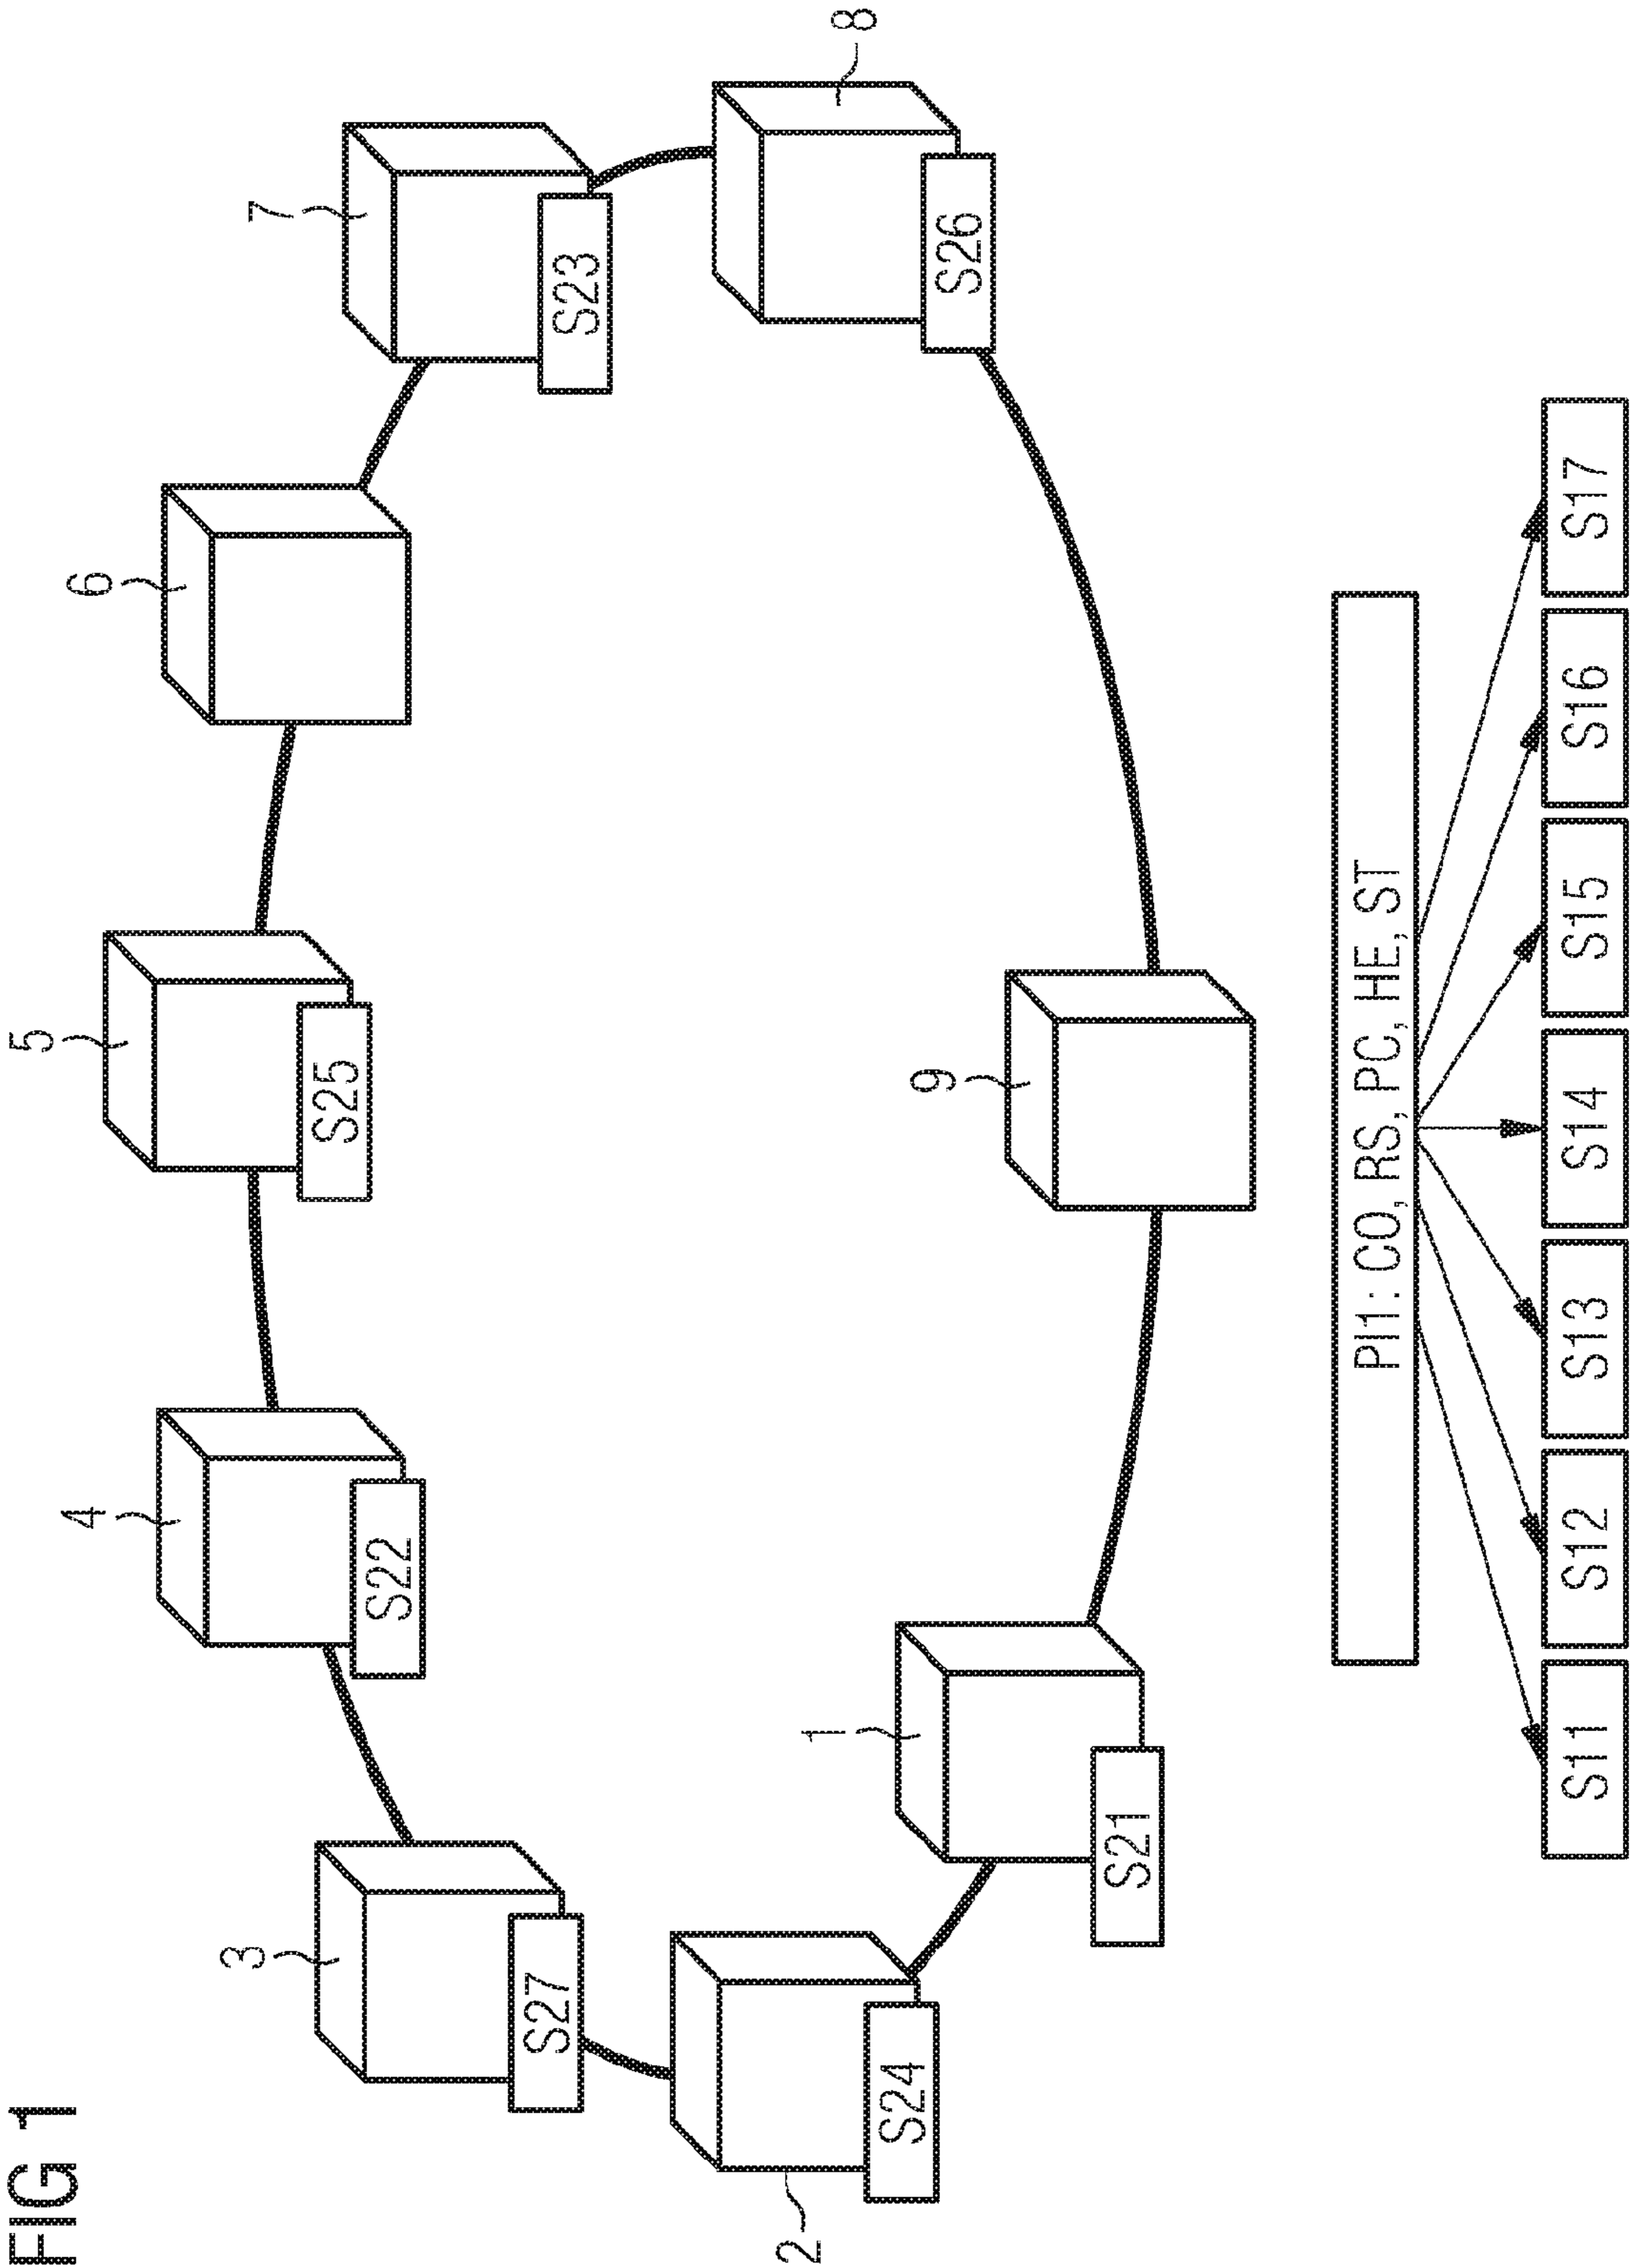 FIG 1
5
4
6
3
7
S25
S22
S27
S23
2
1
8
S24
9
S26
S21
PI1: CO, RS, PC, HE, ST
S11 S12 S13 S14 S15 S16 S17